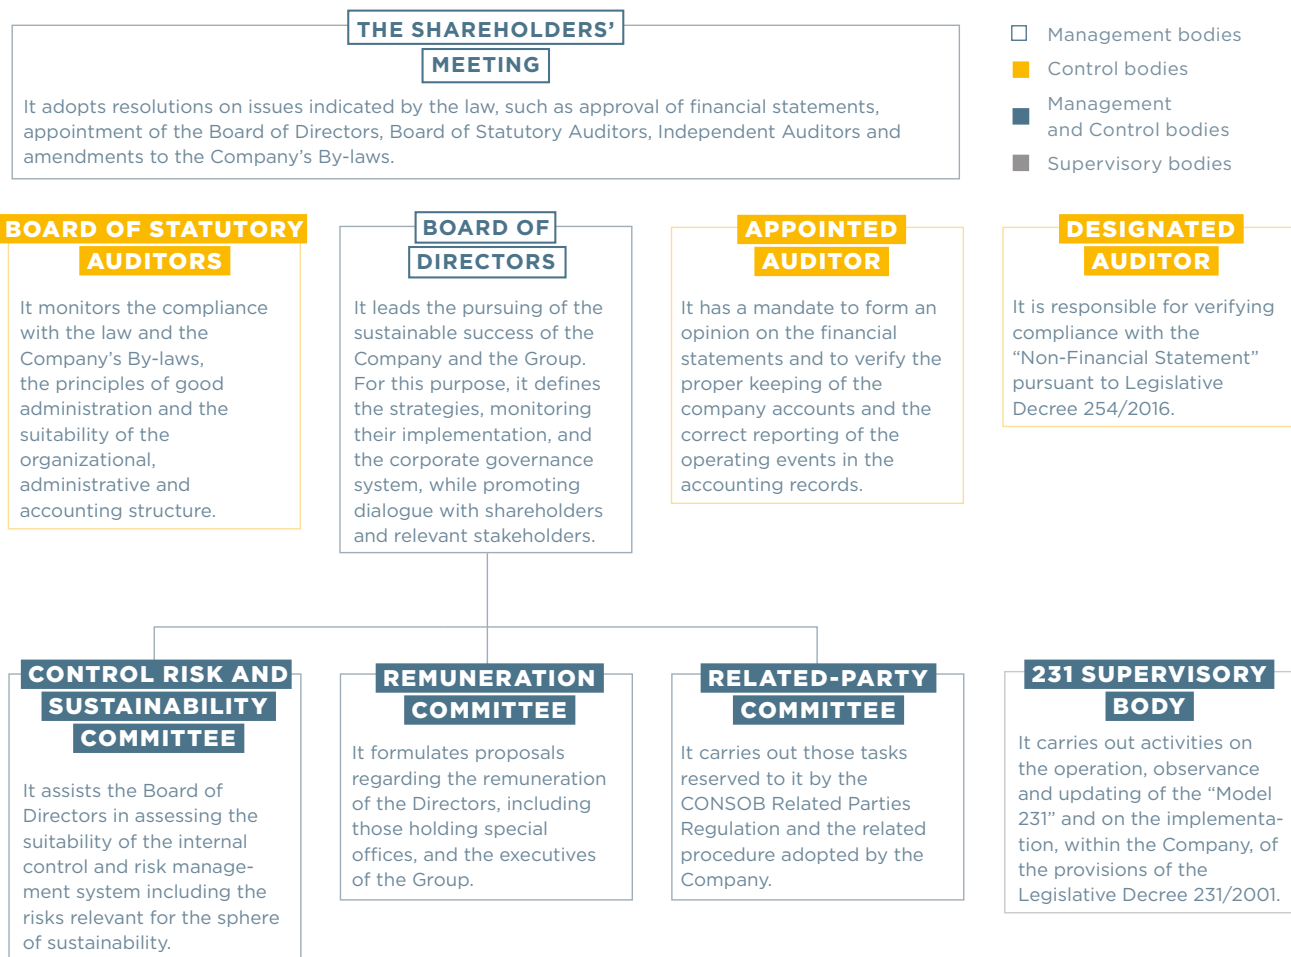 THE SHAREHOLDERS’
MEETING
It adopts resolutions on issues indicated by the law, such as approval of financial statements,
appointment of the Board of Directors, Board of Statutory Auditors, Independent Auditors and
amendments to the Company’s By-laws.
Management bodies
Control bodies
Management
and Control bodies
Supervisory bodies
BOARD OF STATUTORY
AUDITORS
It monitors the compliance
with the law and the
Company’s By-laws,
the principles of good
administration and the
suitability of the
organizational,
administrative and
accounting structure.
BOARD OF
DIRECTORS
It leads the pursuing of the
sustainable success of the
Company and the Group.
For this purpose, it defines
the strategies, monitoring
their implementation, and
the corporate governance
system, while promoting
dialogue with shareholders
and relevant stakeholders.
APPOINTED
AUDITOR
It has a mandate to form an
opinion on the financial
statements and to verify the
proper keeping of the
company accounts and the
correct reporting of the
operating events in the
accounting records.
DESIGNATED
AUDITOR
It is responsible for verifying
compliance with the
“Non-Financial Statement”
pursuant to Legislative
Decree 254/2016.
CONTROL RISK AND
SUSTAINABILITY
COMMITTEE
It assists the Board of
Directors in assessing the
suitability of the internal
control and risk manage-
ment system including the
risks relevant for the sphere
of sustainability.
REMUNERATION
COMMITTEE
It formulates proposals
regarding the remuneration
of the Directors, including
those holding special
offices, and the executives
of the Group.
RELATED-PARTY
COMMITTEE
It carries out those tasks
reserved to it by the
CONSOB Related Parties
Regulation and the related
procedure adopted by the
Company.
231 SUPERVISORY
BODY
It carries out activities on
the operation, observance
and updating of the “Model
231” and on the implementa-
tion, within the Company, of
the provisions of the
Legislative Decree 231/2001.